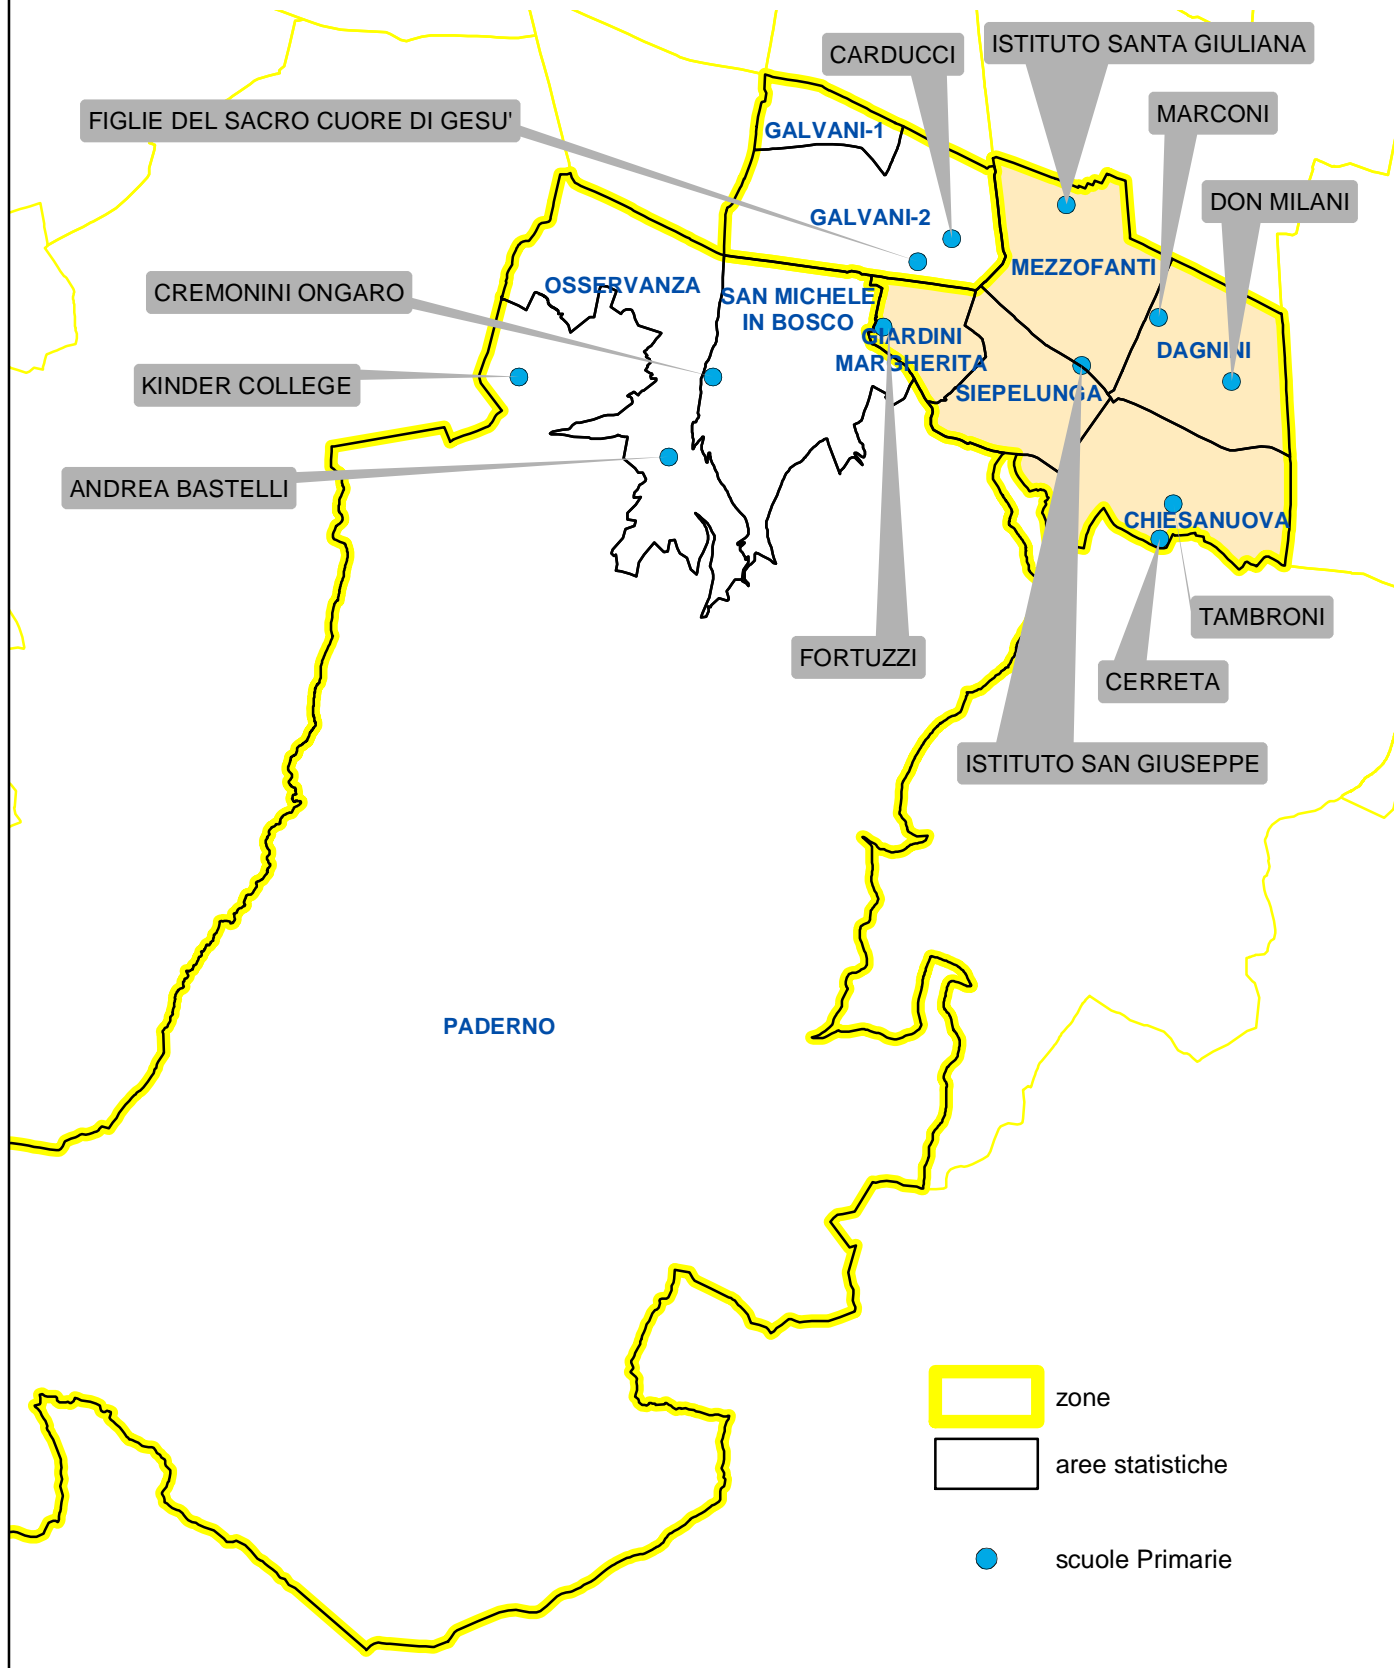 CARDUCCI
ISTITUTO SANTA GIULIANA
FIGLIE DEL SACRO CUORE DI GESU'
GALVANI-1
MARCONI
GALVANI-2
DON MILANI
CREMONINI ONGARO
OSSERVANZA
SAN MICHELE
IN BOSCO
MEZZOFANTI
GIARDINI
MARGHERITA
DAGNINI
KINDER COLLEGE
SIEPELUNGA
ANDREA BASTELLI
CHIESANUOVA
TAMBRONI
FORTUZZI
CERRETA
ISTITUTO SAN GIUSEPPE
PADERNO
zone
aree statistiche
scuole Primarie